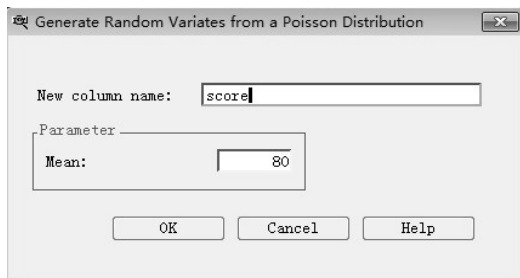 Generate Random Variates from a Poisson Distribution
New column name: score
Parameter
Mean: 80
OK Cancel Help